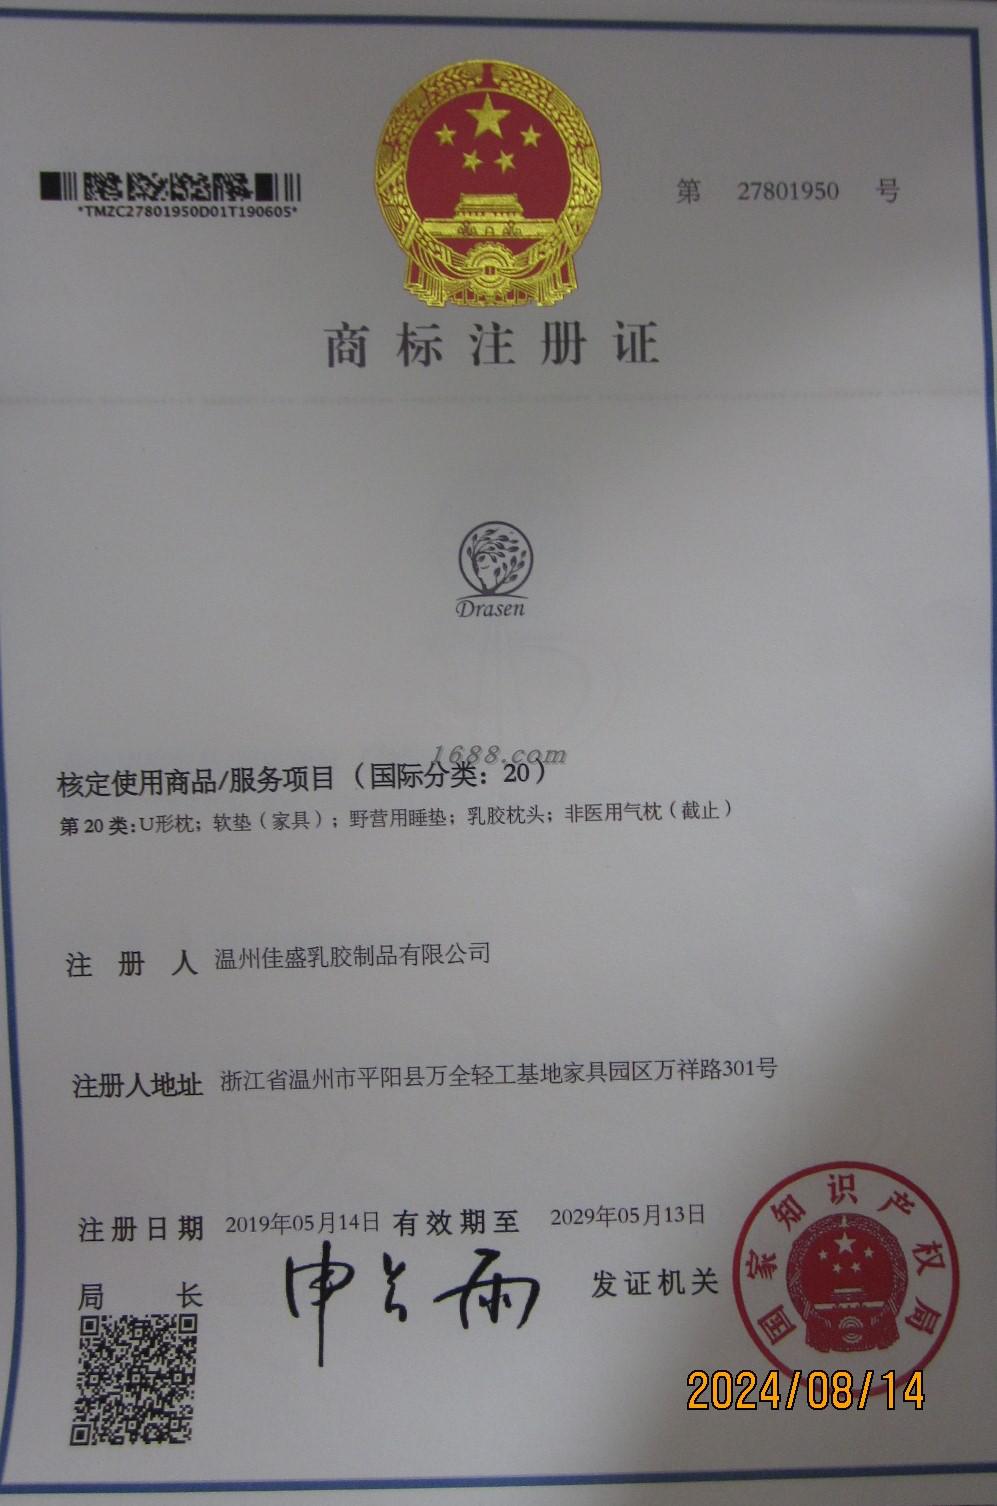 *TMZC27801950D01T190605*
第 27801950 号
商标注册证
Drasen
1688.com
核定使用商品/服务项目（国际分类：20）
第 20 类：U形枕；软垫（家具）；野营用睡垫；乳胶枕头；非医用气枕（截止）
注册人 温州佳盛乳胶制品有限公司
注册人地址 浙江省温州市平阳县万全轻工基地家具园区万祥路301号
注册日期 2019年05月14日 有效期至 2029年05月13日
局长 申长雨 发证机关
国家知识产权局
2024/08/14